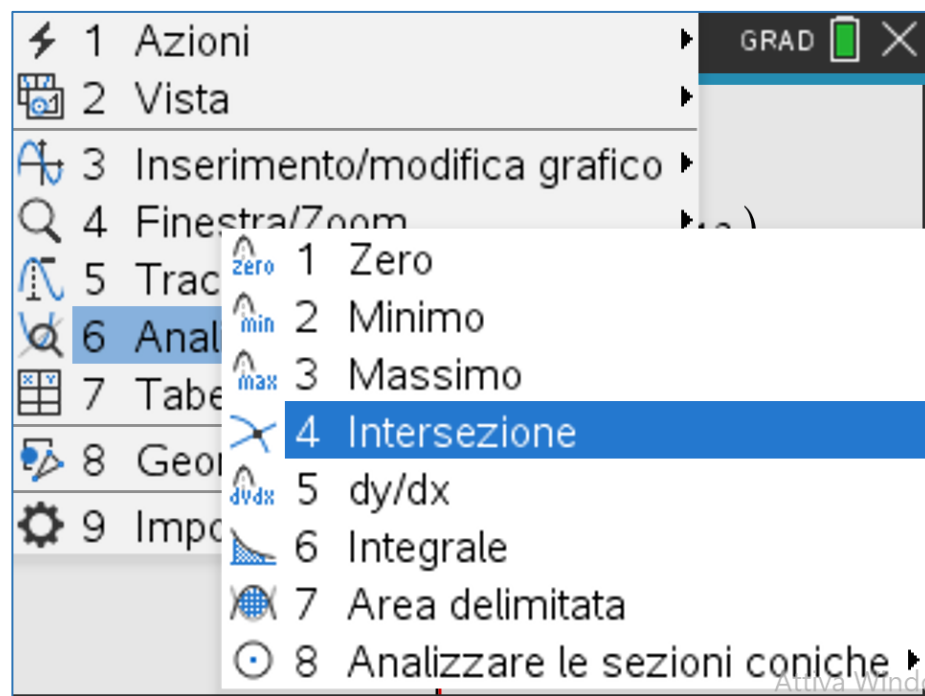 1 Azioni
GRAD
2 Vista
3 Inserimento/modifica grafico
4 Finestra/Zoom
zero 1 Zero
5 Trac
min 2 Minimo
6 Anal
max 3 Massimo
7 Tabe
4 Intersezione
8 Geor
dydx 5 dy/dx
9 Impo
6 Integrale
7 Area delimitata
8 Analizzare le sezioni coniche
Attiva Windo